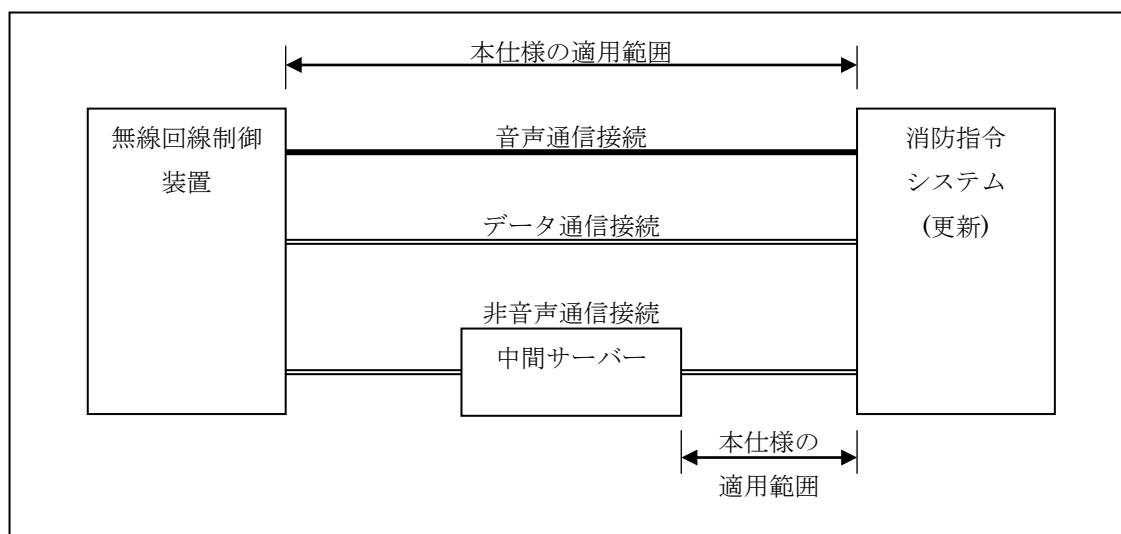 本仕様の適用範囲
無線回線制御
装置
音声通信接続
消防指令
システム
(更新)
データ通信接続
非音声通信接続
中間サーバー
本仕様の
適用範囲